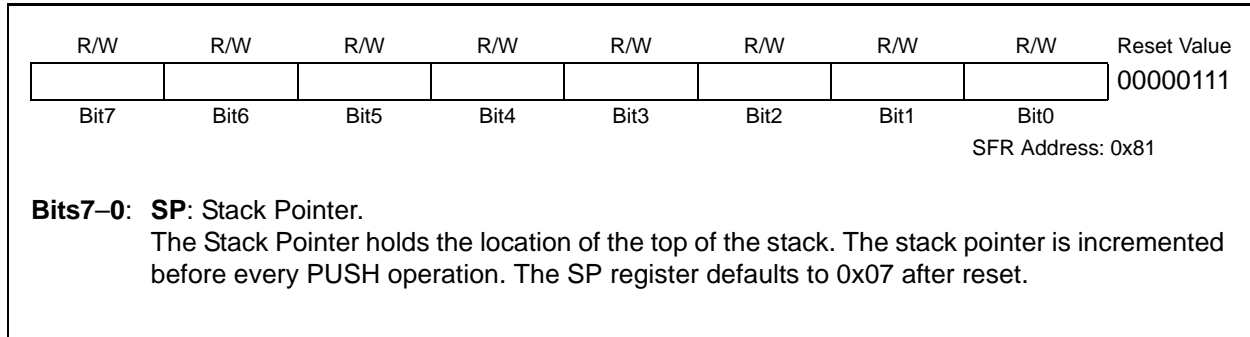 R/W R/W R/W R/W R/W R/W R/W R/W Reset Value
00000111
Bit7 Bit6 Bit5 Bit4 Bit3 Bit2 Bit1 Bit0
SFR Address: 0x81
Bits7–0: SP: Stack Pointer.
The Stack Pointer holds the location of the top of the stack. The stack pointer is incremented
before every PUSH operation. The SP register defaults to 0x07 after reset.